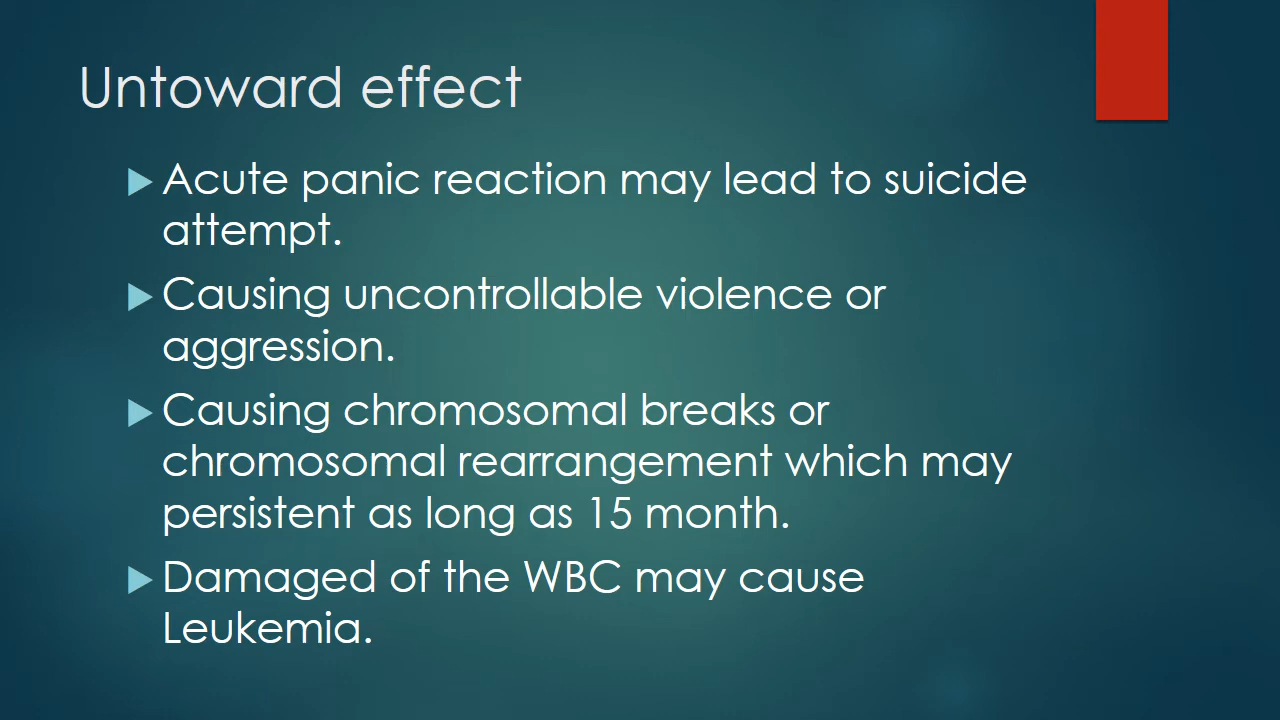 Untoward effect
Acute panic reaction may lead to suicide
attempt.
Causing uncontrollable violence or
aggression.
Causing chromosomal breaks or
chromosomal rearrangement which may
persistent as long as 15 month.
Damaged of the WBC may cause
Leukemia.